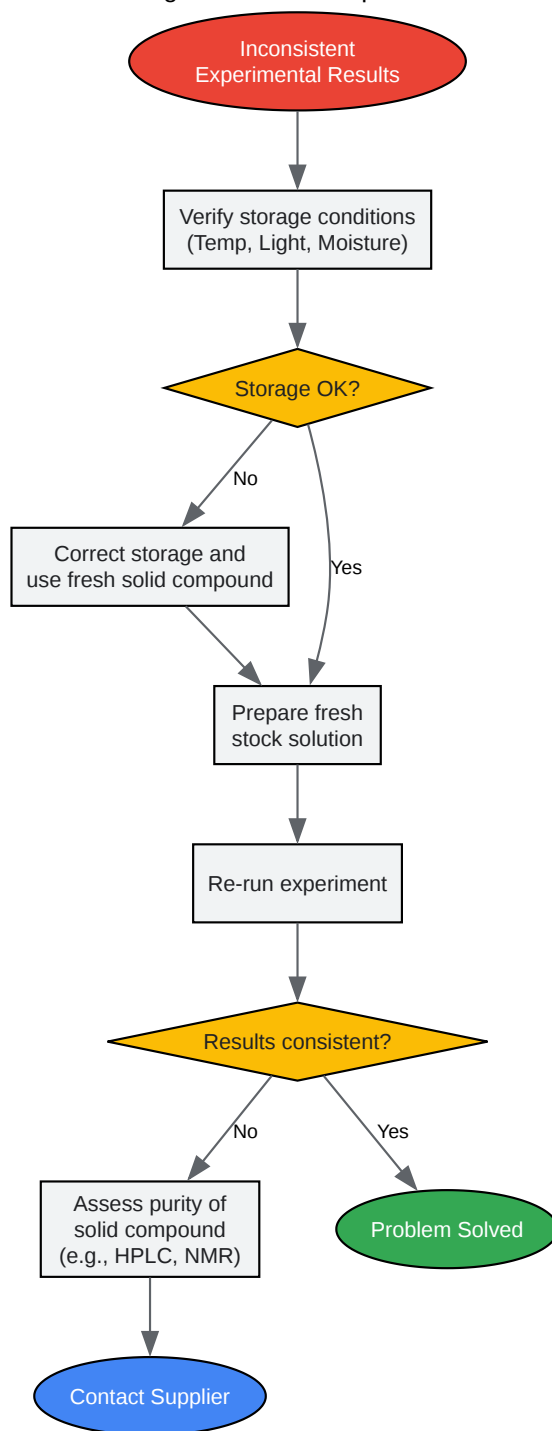 Inconsistent
Experimental Results
Verify storage conditions
(Temp, Light, Moisture)
Storage OK?
No
Correct storage and
use fresh solid compound
Yes
Prepare fresh
stock solution
Re-run experiment
Results consistent?
No
Yes
Assess purity of
solid compound
(e.g., HPLC, NMR)
Problem Solved
Contact Supplier